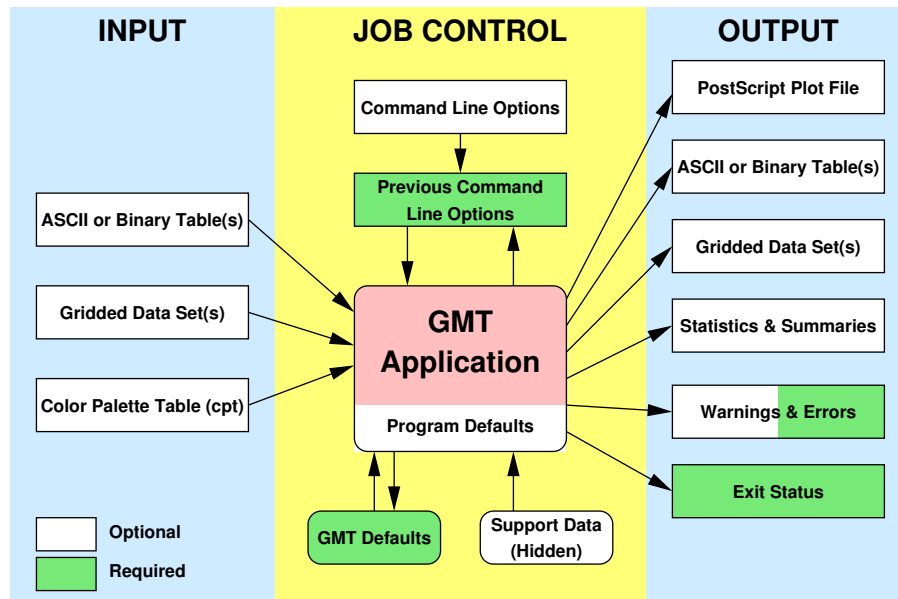 INPUT
JOB CONTROL
OUTPUT
ASCII or Binary Table(s)
Gridded Data Set(s)
Color Palette Table (cpt)
Optional
Required
Command Line Options
Previous Command
Line Options
GMT
Application
Program Defaults
GMT Defaults
Support Data
(Hidden)
PostScript Plot File
ASCII or Binary Table(s)
Gridded Data Set(s)
Statistics & Summaries
Warnings & Errors
Exit Status